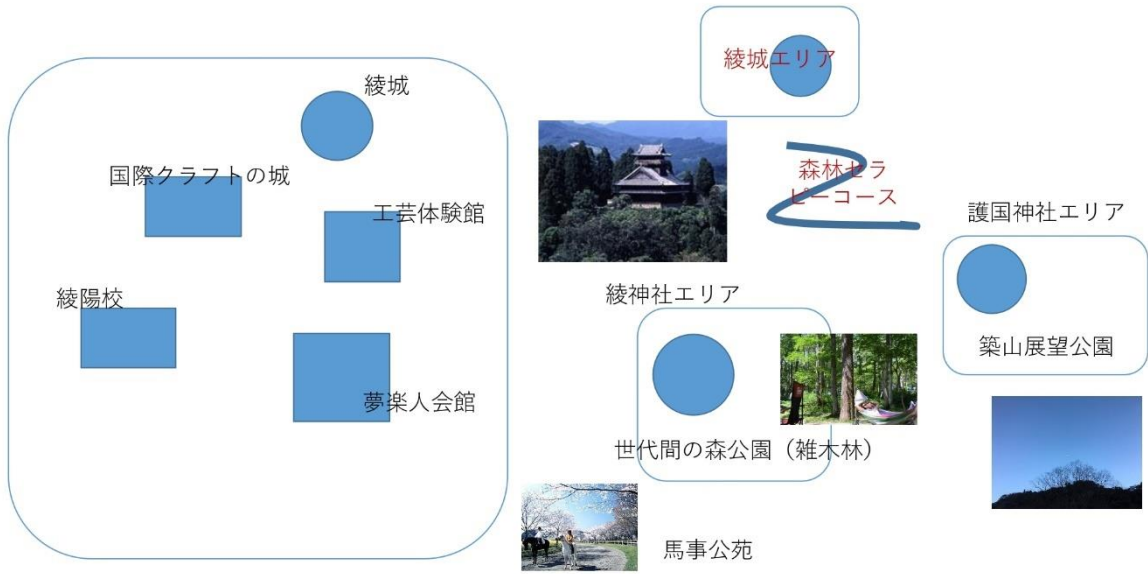 綾城
国際クラフトの城
工芸体験館
綾陽校
夢楽人会館
綾城エリア
森林セラ
ピーコース
護国神社エリア
築山展望公園
綾神社エリア
世代間の森公園（雑木林）
馬事公苑